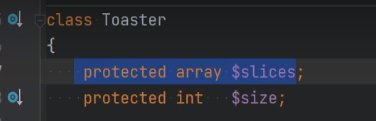 class Toaster
{
protected array $slices;
protected int $size;